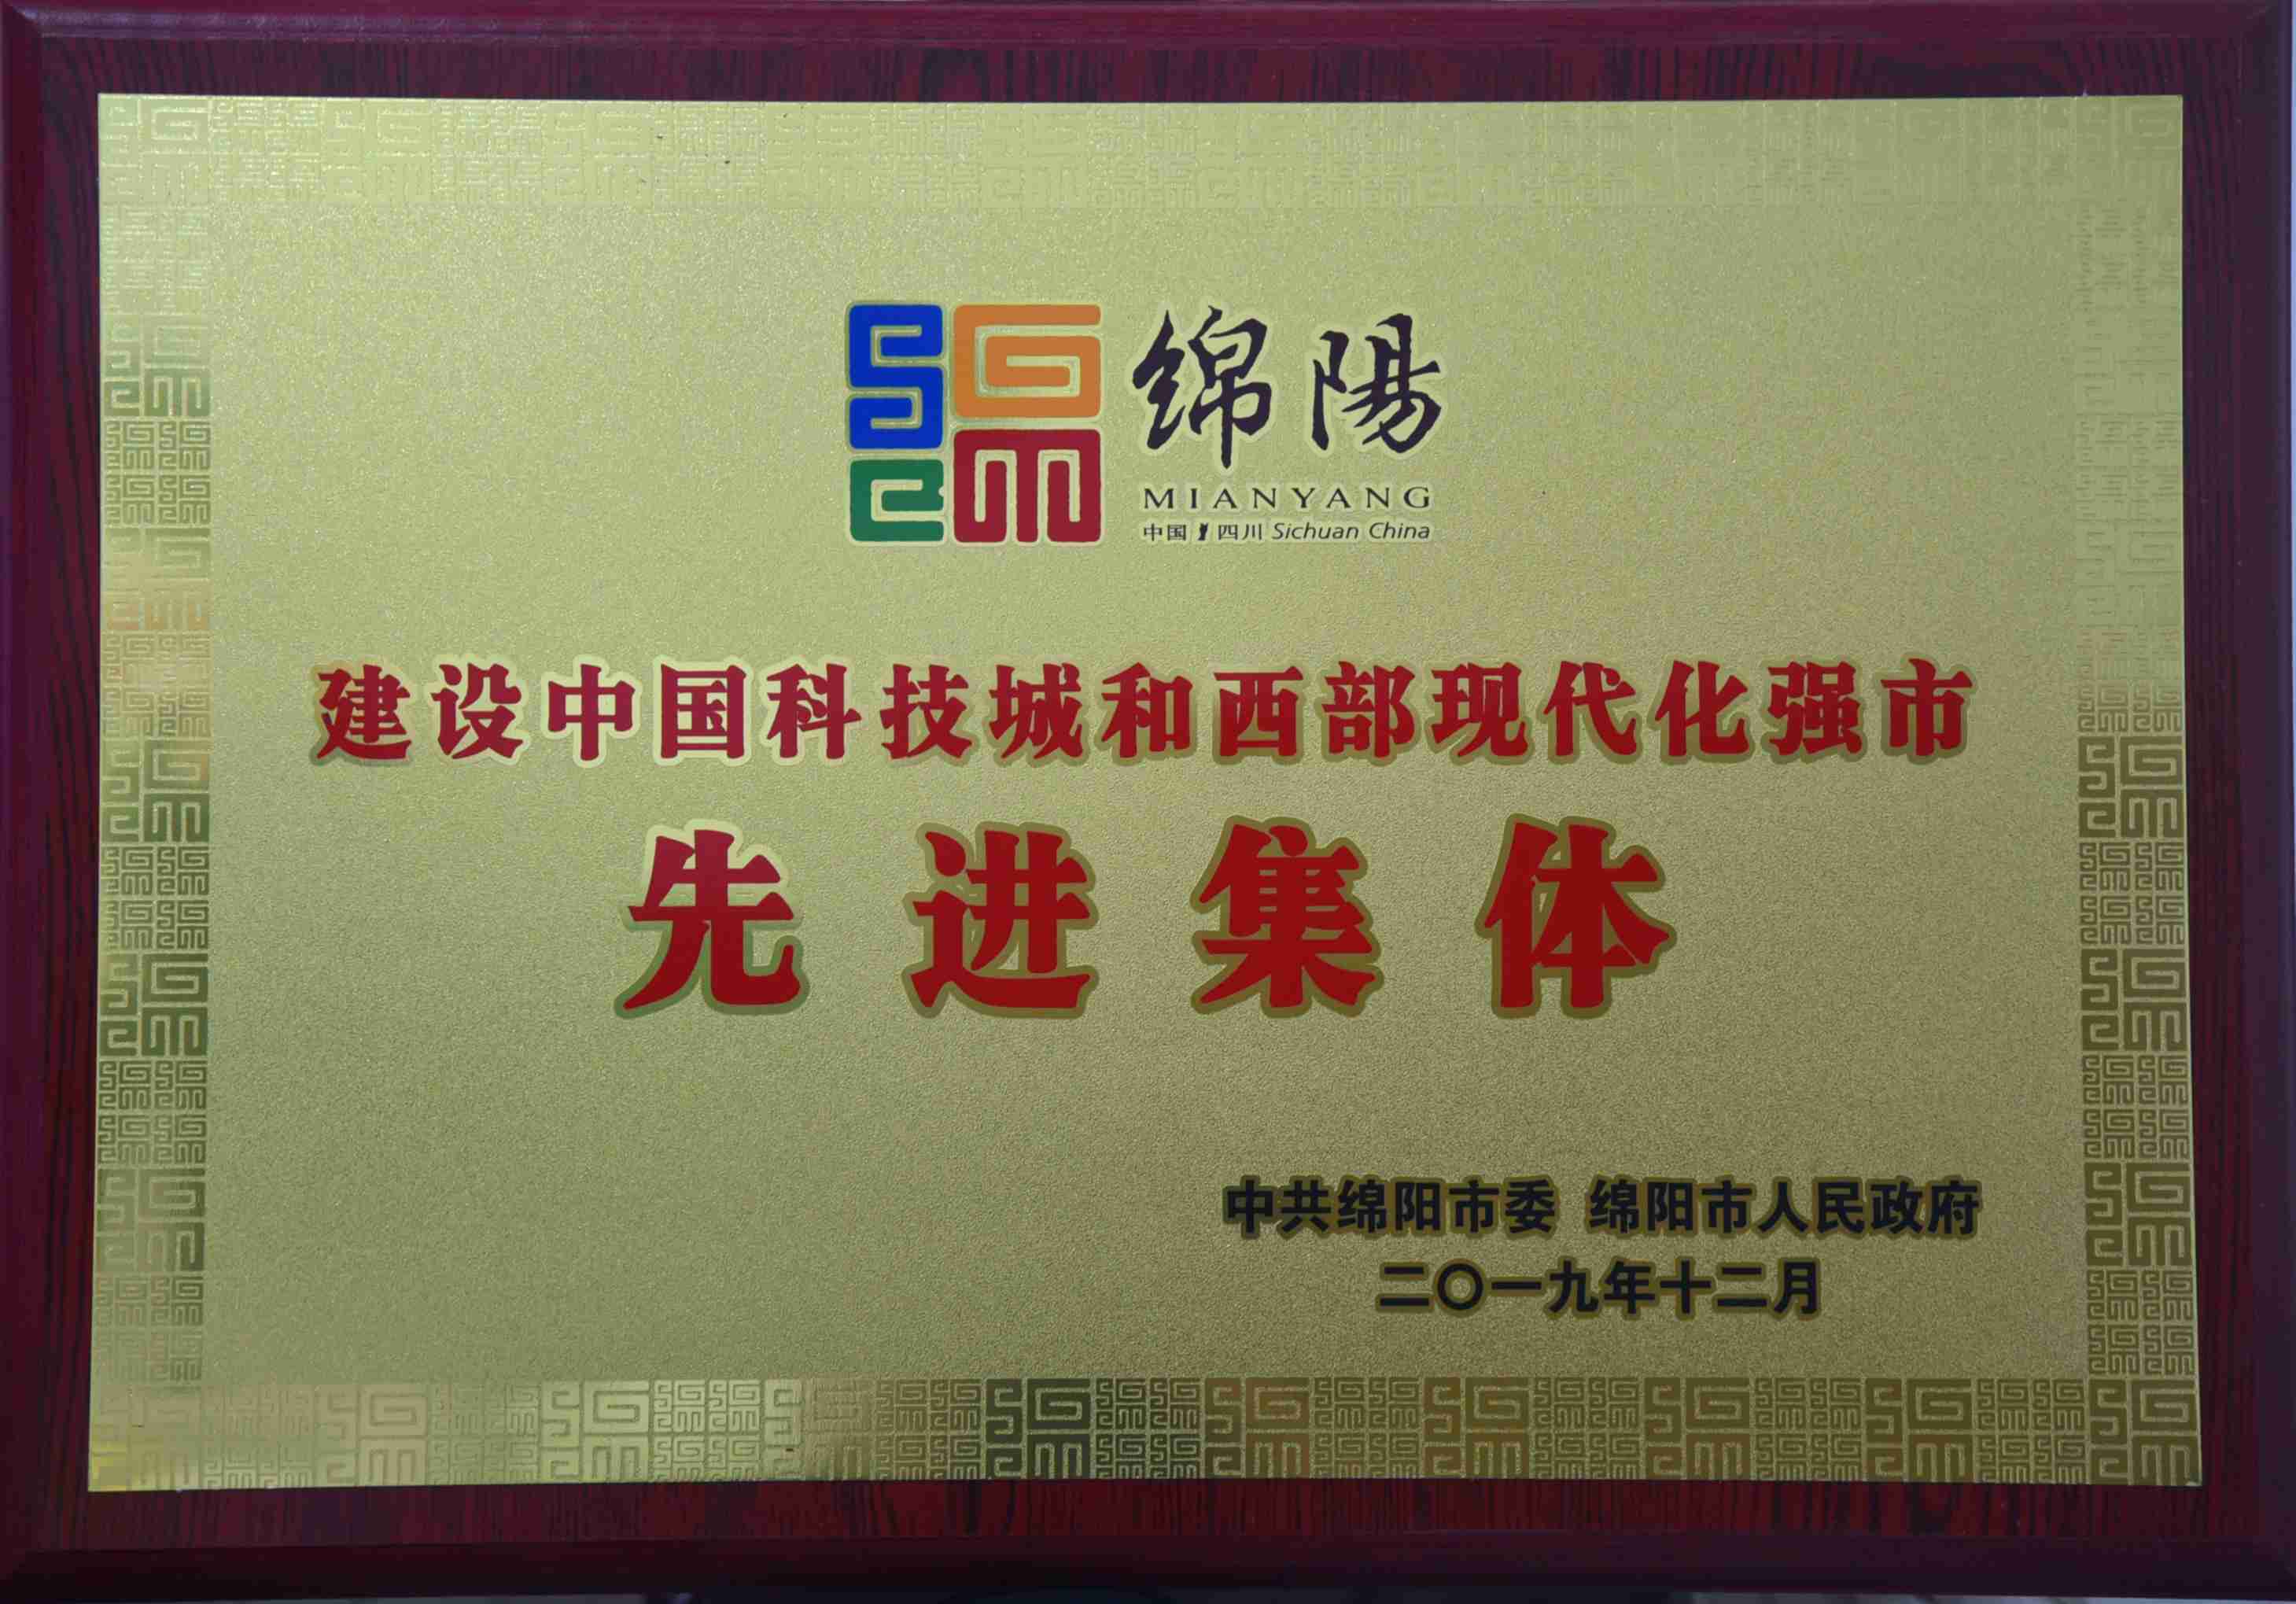 绵陽
MIANYANG
中国 四川 Sichuan China
建设中国科技城和西部现代化强市
先进集体
中共绵阳市委 绵阳市人民政府
二〇一九年十二月